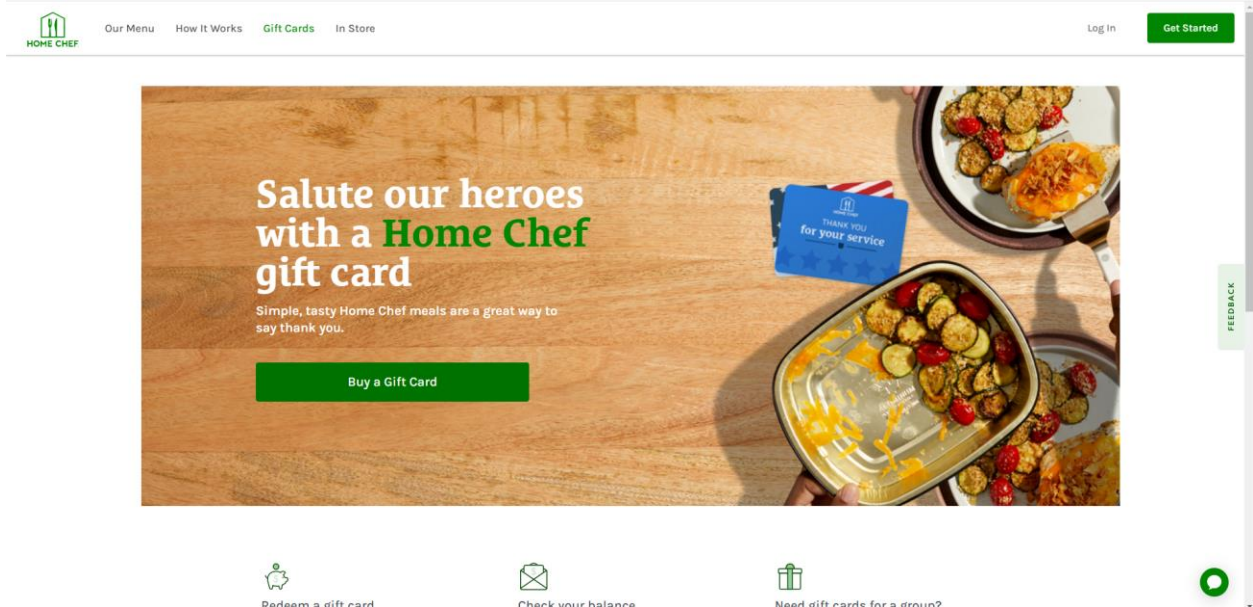 HOME CHEF
Our Menu
How It Works
Gift Cards
In Store
Log In
Get Started
Salute our heroes
with a Home Chef
gift card
Simple, tasty Home Chef meals are a great way to
say thank you.
Buy a Gift Card
HOME CHEF
THANK YOU
for your service
FEEDBACK
Redeem a gift card
Check your balance
Need gift cards for a group?